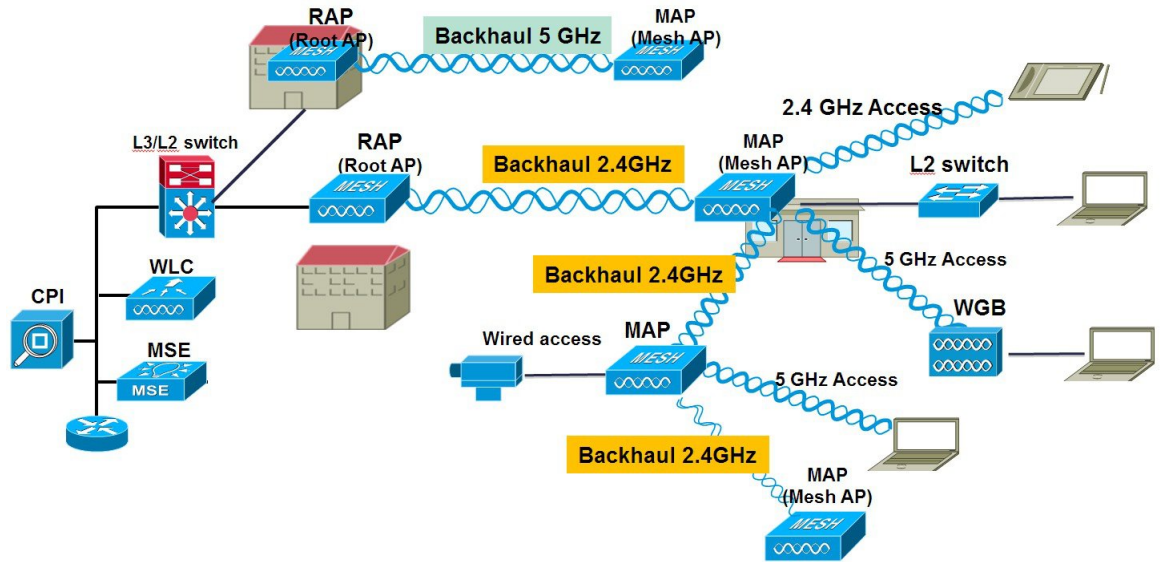 RAP
(Root AP)
MESH
Backhaul 5 GHz
MAP
(Mesh AP)
MESH
2.4 GHz Access
L3/L2 switch
RAP
(Root AP)
MESH
Backhaul 2.4GHz
MAP
(Mesh AP)
MESH
L2 switch
WLC
Backhaul 2.4GHz
5 GHz Access
CPI
WGB
MSE
MSE
Wired access
MAP
MESH
5 GHz Access
Backhaul 2.4GHz
MAP
(Mesh AP)
MESH